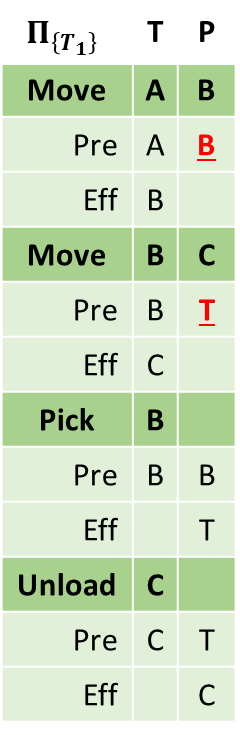 Π{T1} T P
Move A B
Pre A B
Eff B
Move B C
Pre B T
Eff C
Pick B
Pre B B
Eff T
Unload C
Pre C T
Eff C